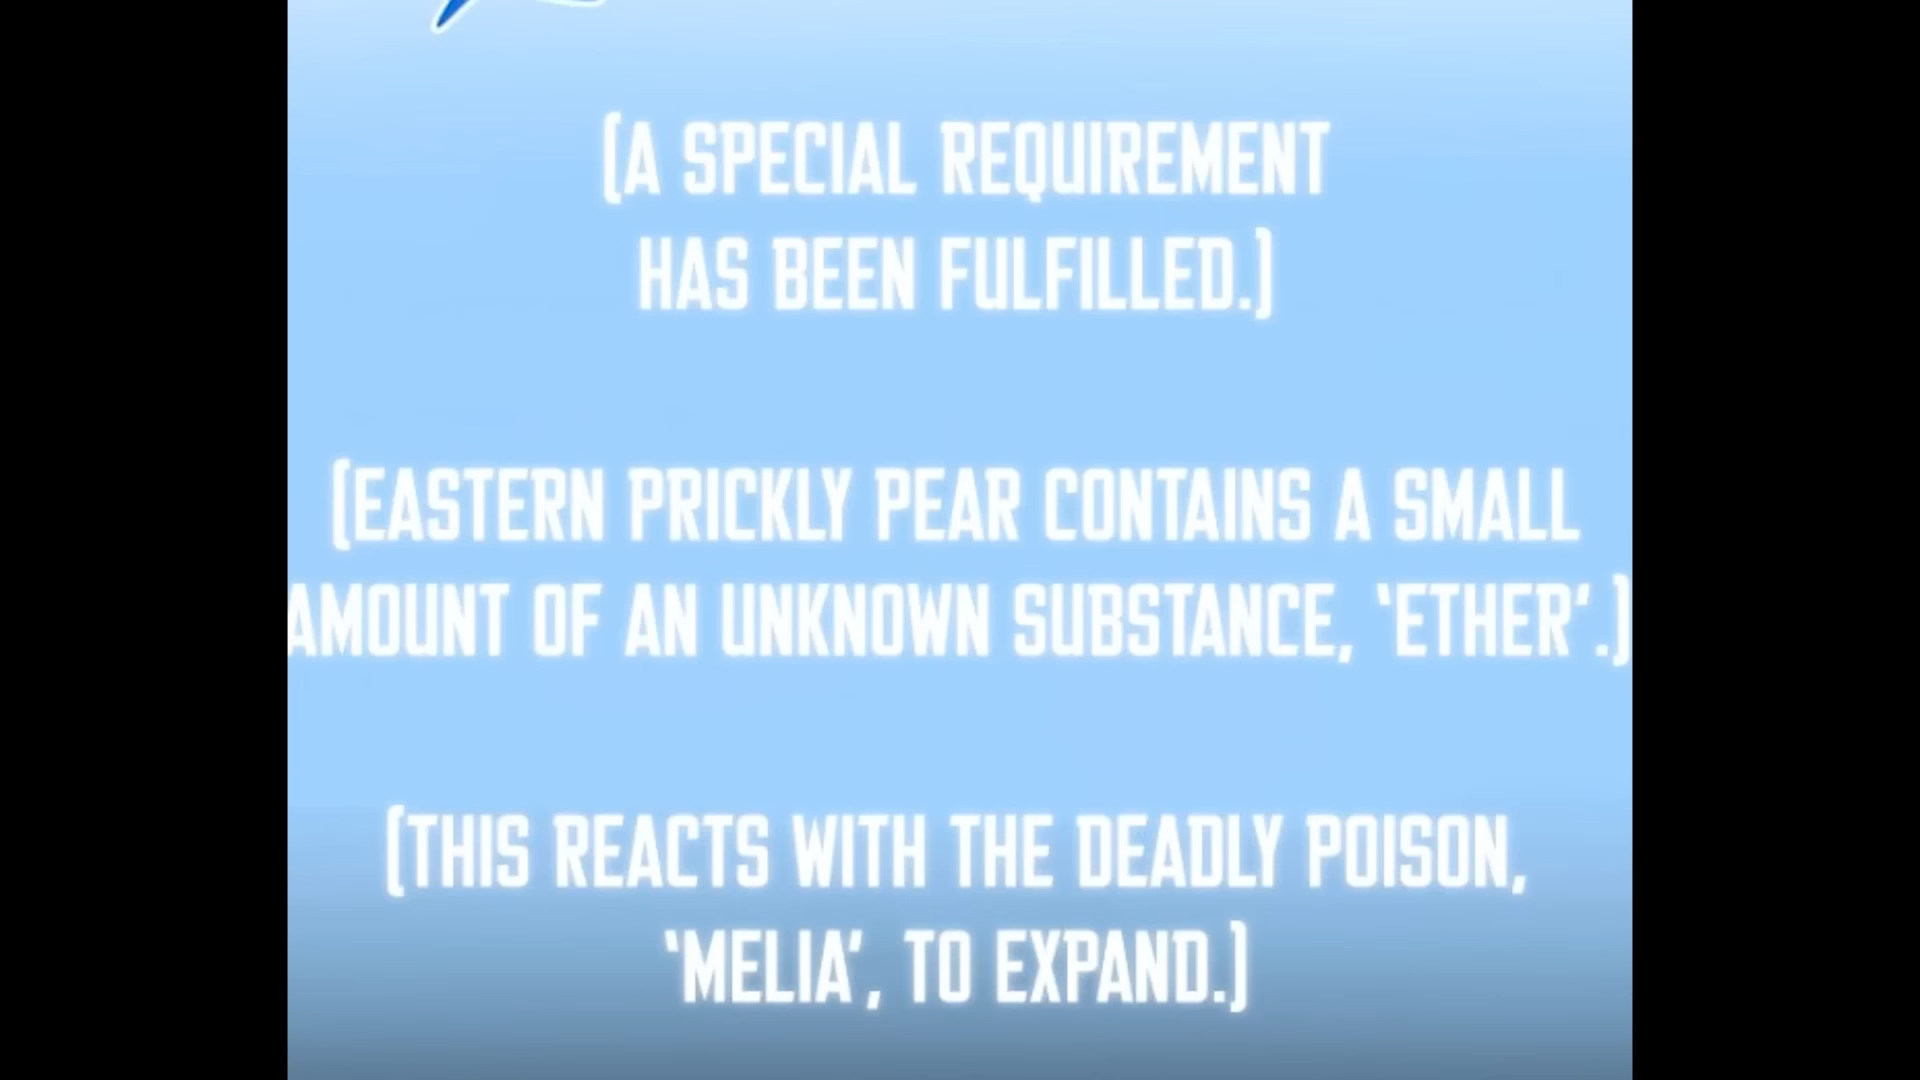 (A SPECIAL REQUIREMENT
HAS BEEN FULFILLED.)
(EASTERN PRICKLY PEAR CONTAINS A SMALL
AMOUNT OF AN UNKNOWN SUBSTANCE, ‘ETHER’.)
(THIS REACTS WITH THE DEADLY POISON,
‘MELIA’, TO EXPAND.)